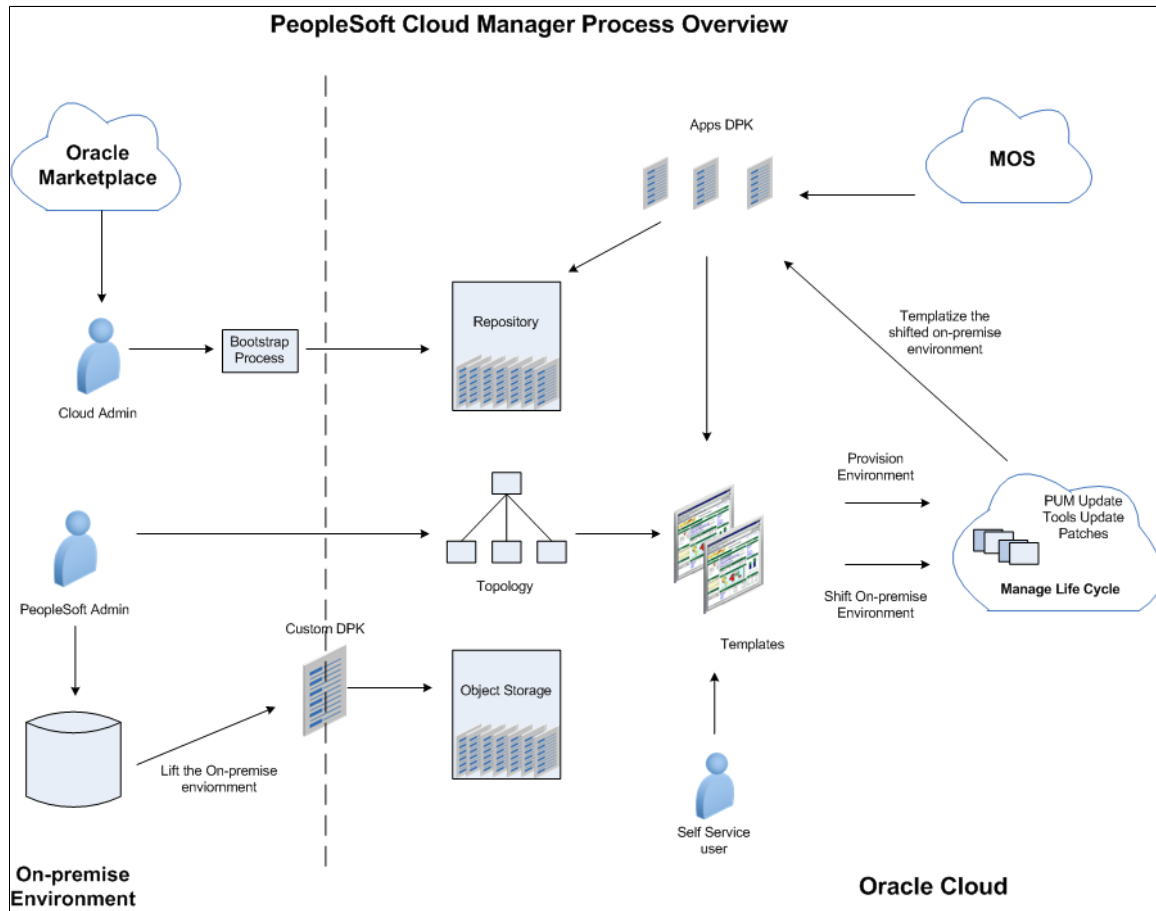 PeopleSoft Cloud Manager Process Overview
Oracle
Marketplace
Apps DPK
MOS
Repository
Templatize the
shifted on-premise
environment
Bootstrap
Process
Cloud Admin
Provision
Environment
PUM Update
Tools Update
Patches
Topology
Manage Life Cycle
Shift On-premise
Environment
PeopleSoft Admin
Custom DPK
Templates
Object Storage
Lift the On-premise
enviornment
Self Service
user
On-premise
Environment
Oracle Cloud